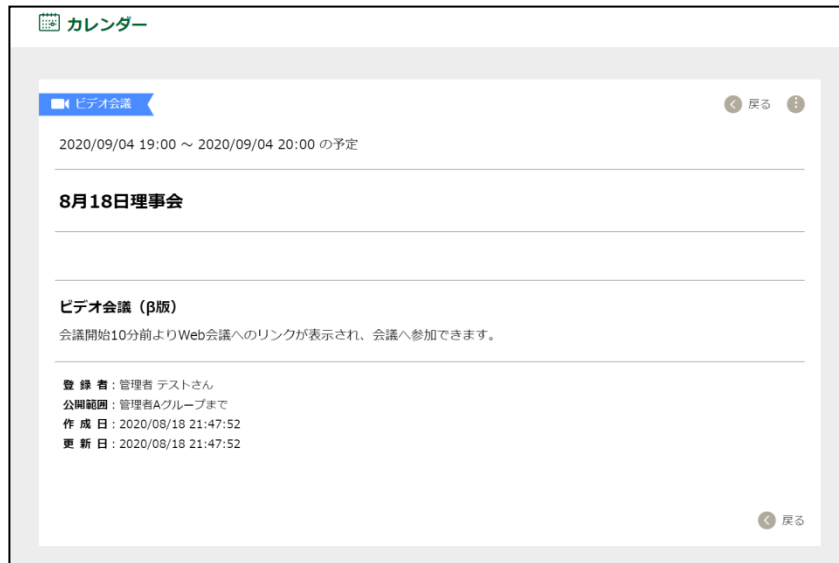 カレンダー
ビデオ会議
戻る
2020/09/04 19:00 ～ 2020/09/04 20:00 の予定
8月18日理事会
ビデオ会議（β版）
会議開始10分前よりWeb会議へのリンクが表示され、会議へ参加できます。
登 録 者：管理者 テストさん
公開範囲：管理者Aグループまで
作 成 日：2020/08/18 21:47:52
更 新 日：2020/08/18 21:47:52
戻る